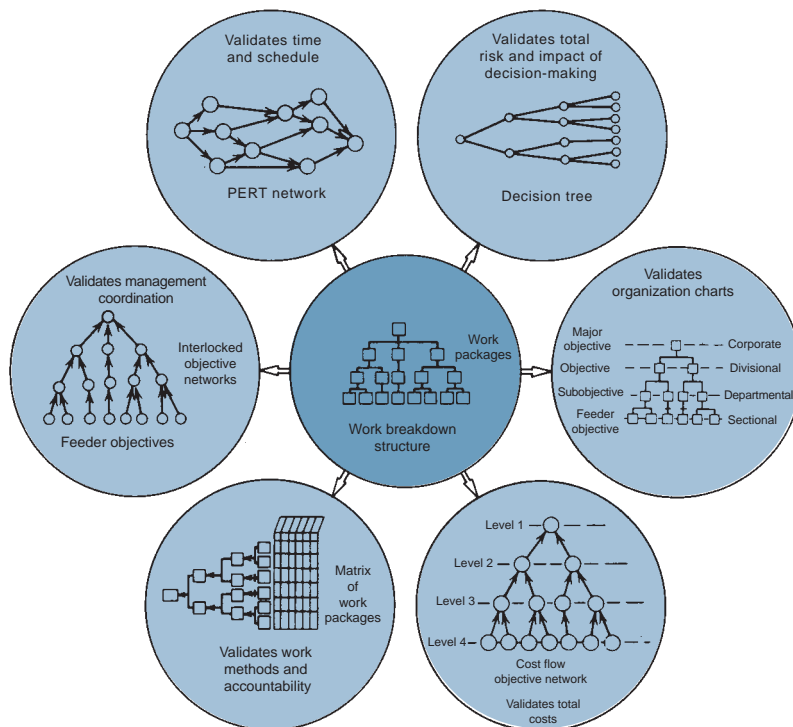 Validates time
and schedule
PERT network
Validates total
risk and impact of
decision-making
Decision tree
Validates management
coordination
Interlocked
objective networks
Feeder objectives
Work
packages
Work breakdown
structure
Validates
organization charts
Major
objective
Corporate
Objective
Divisional
Subobjective
Departmental
Feeder
objective
Sectional
Matrix
of
work
packages
Validates work
methods and
accountability
Level 1
Level 2
Level 3
Level 4
Cost flow
objective network
Validates total
costs